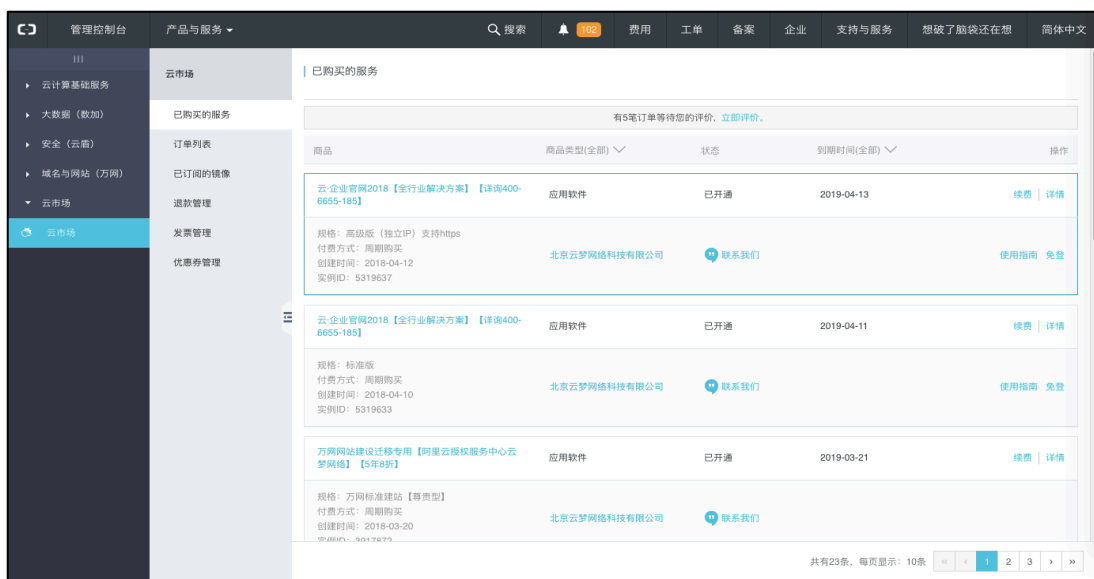 管理控制台 产品与服务 搜索 102 费用 工单 备案 企业 支持与服务 想破了脑袋还在想 简体中文
云计算基础服务
大数据（数加）
安全（云盾）
域名与网站（万网）
云市场
云市场
云市场
已购买的服务
订单列表
已订阅的镜像
退款管理
发票管理
优惠券管理
已购买的服务
有5笔订单等待您的评价, 立即评价。
商品 商品类型(全部) 状态 到期时间(全部) 操作
云·企业官网2018【全行业解决方案】【详询400-
6655-185】
应用软件 已开通 2019-04-13 续费 详情
规格：高级版（独立IP）支持https
付费方式：周期购买
创建时间：2018-04-12
实例ID：5319637
北京云梦网络科技有限公司 联系我们 使用指南 免登
云·企业官网2018【全行业解决方案】【详询400-
6655-185】
应用软件 已开通 2019-04-11 续费 详情
规格：标准版
付费方式：周期购买
创建时间：2018-04-10
实例ID：5319633
北京云梦网络科技有限公司 联系我们 使用指南 免登
万网网站建设迁移专用【阿里云授权服务中心云
梦网络】【5年8折】
应用软件 已开通 2019-03-21 续费 详情
规格：万网标准建站【尊贵型】
付费方式：周期购买
创建时间：2018-03-20
实例ID：3917872
北京云梦网络科技有限公司 联系我们
共有23条, 每页显示：10条 « ‹ 1 2 3 › »